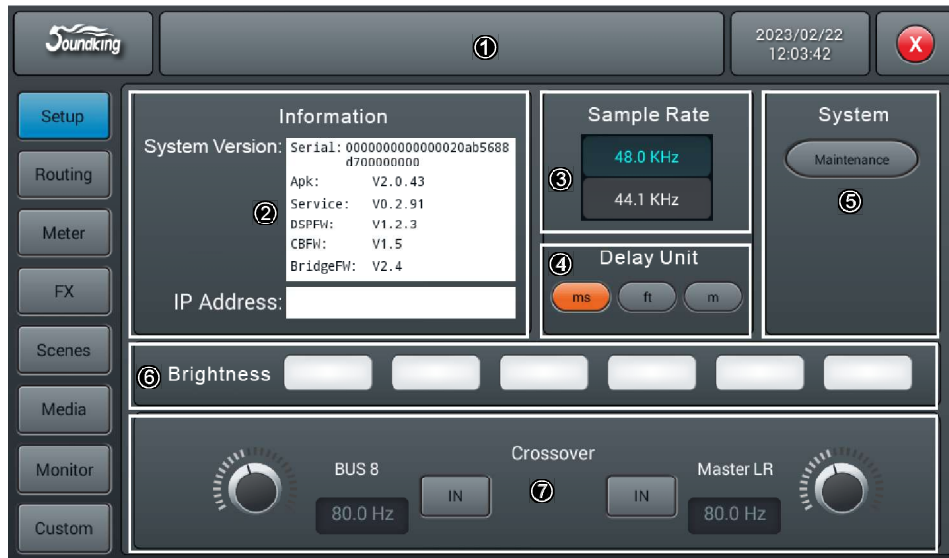 Soundking
①
2023/02/22
12:03:42
X
Setup
Routing
Meter
FX
Scenes
Media
Monitor
Custom
Information
System Version:
Serial: 0000000000000020ab5688
d700000000
Apk: V2.0.43
Service: V0.2.91
DSPFW: V1.2.3
CBFW: V1.5
BridgeFW: V2.4
②
IP Address:
Sample Rate
48.0 KHz
③
44.1 KHz
④ Delay Unit
ms ft m
System
Maintenance
⑤
⑥ Brightness
Crossover
BUS 8
80.0 Hz
IN
⑦
IN
Master LR
80.0 Hz